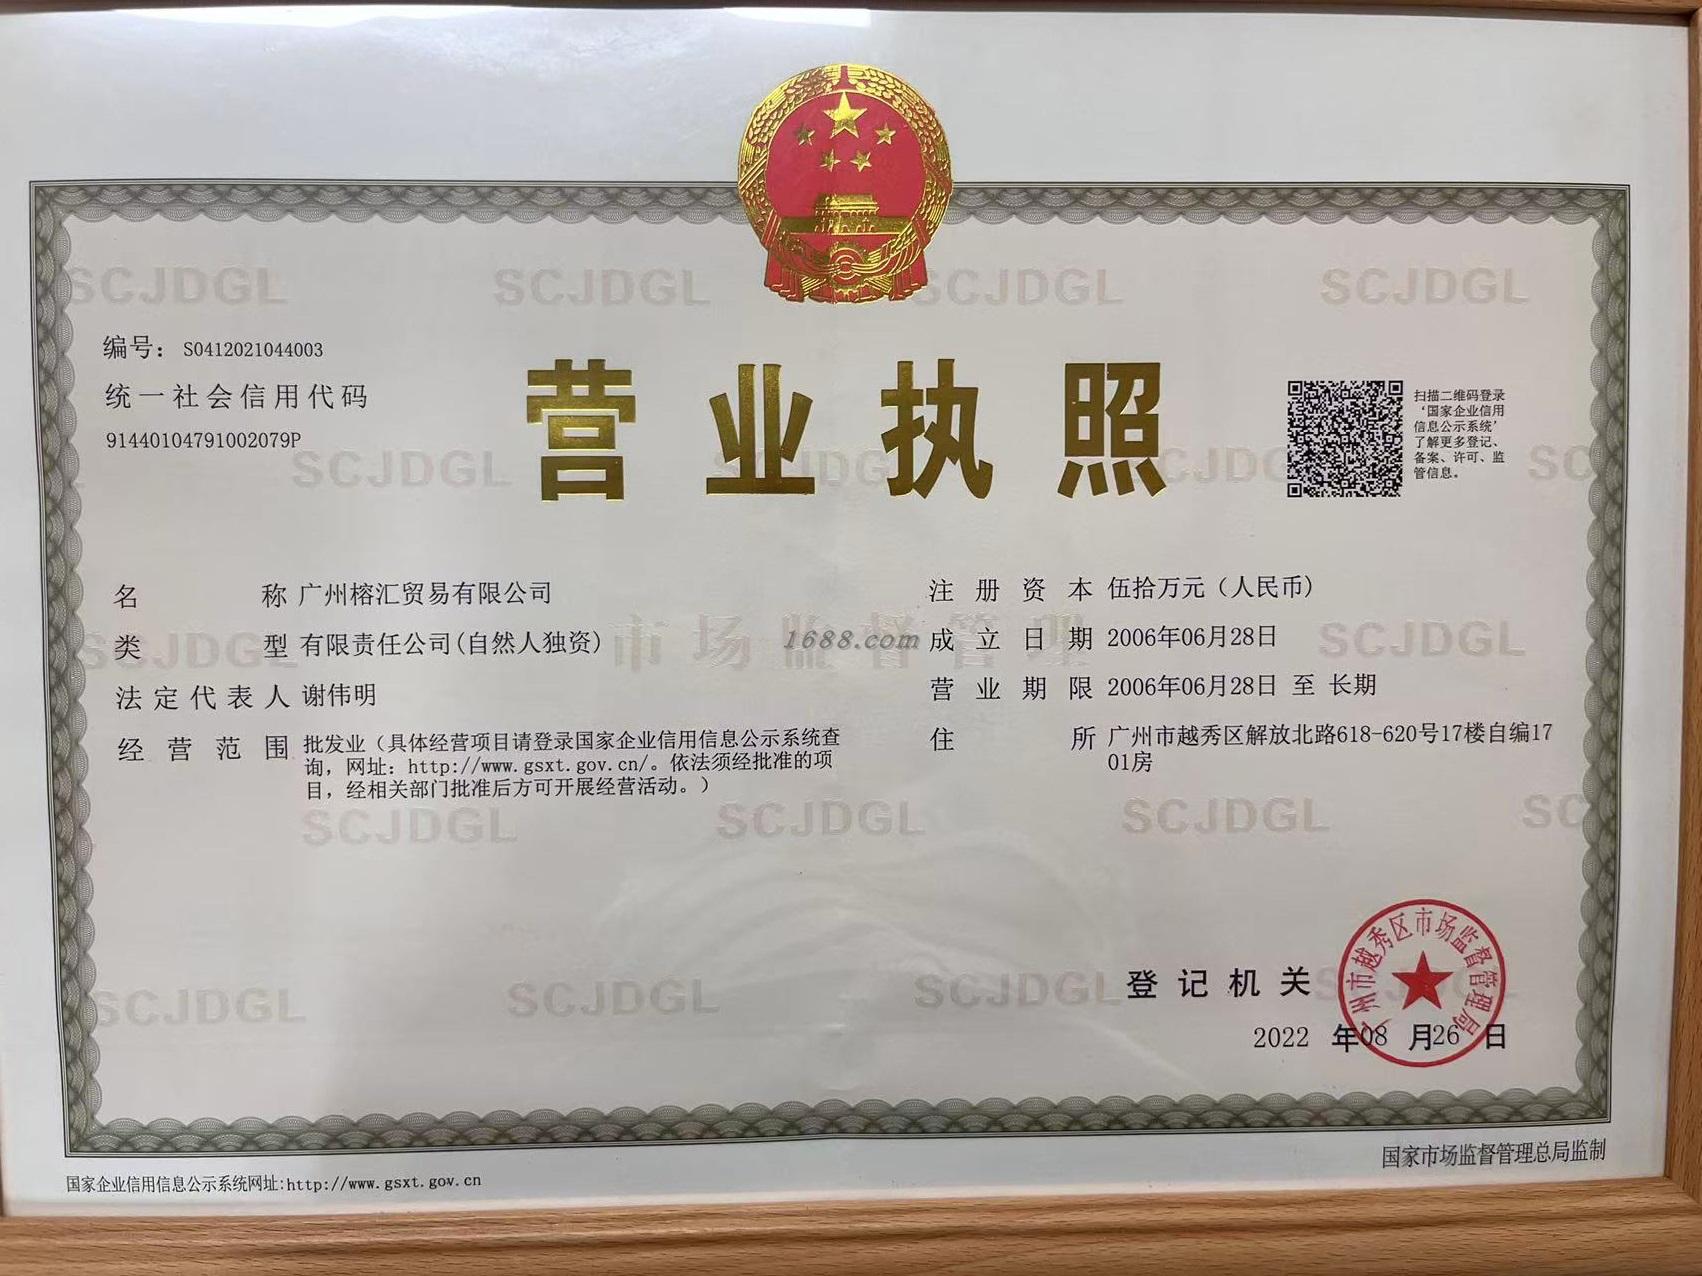 编号： S0412021044003
统一社会信用代码
91440104791002079P
营业执照
扫描二维码登录
‘国家企业信用
信息公示系统’
了解更多登记、
备案、许可、监
管信息。
名称 广州榕汇贸易有限公司
类型 有限责任公司(自然人独资)
法定代表人 谢伟明
经营范围 批发业（具体经营项目请登录国家企业信用信息公示系统查
询，网址：http://www.gsxt.gov.cn/。依法须经批准的项
目，经相关部门批准后方可开展经营活动。）
注册资本 伍拾万元（人民币）
成立日期 2006年06月28日
营业期限 2006年06月28日 至 长期
住所 广州市越秀区解放北路618-620号17楼自编17
01房
市场监督管理
1688.com
SCJDGL SCJDGL SCJDGL SCJDGL
登记机关
广州市越秀区市场监督管理局
2022 年08 月26 日
国家企业信用信息公示系统网址:http://www.gsxt.gov.cn
国家市场监督管理总局监制